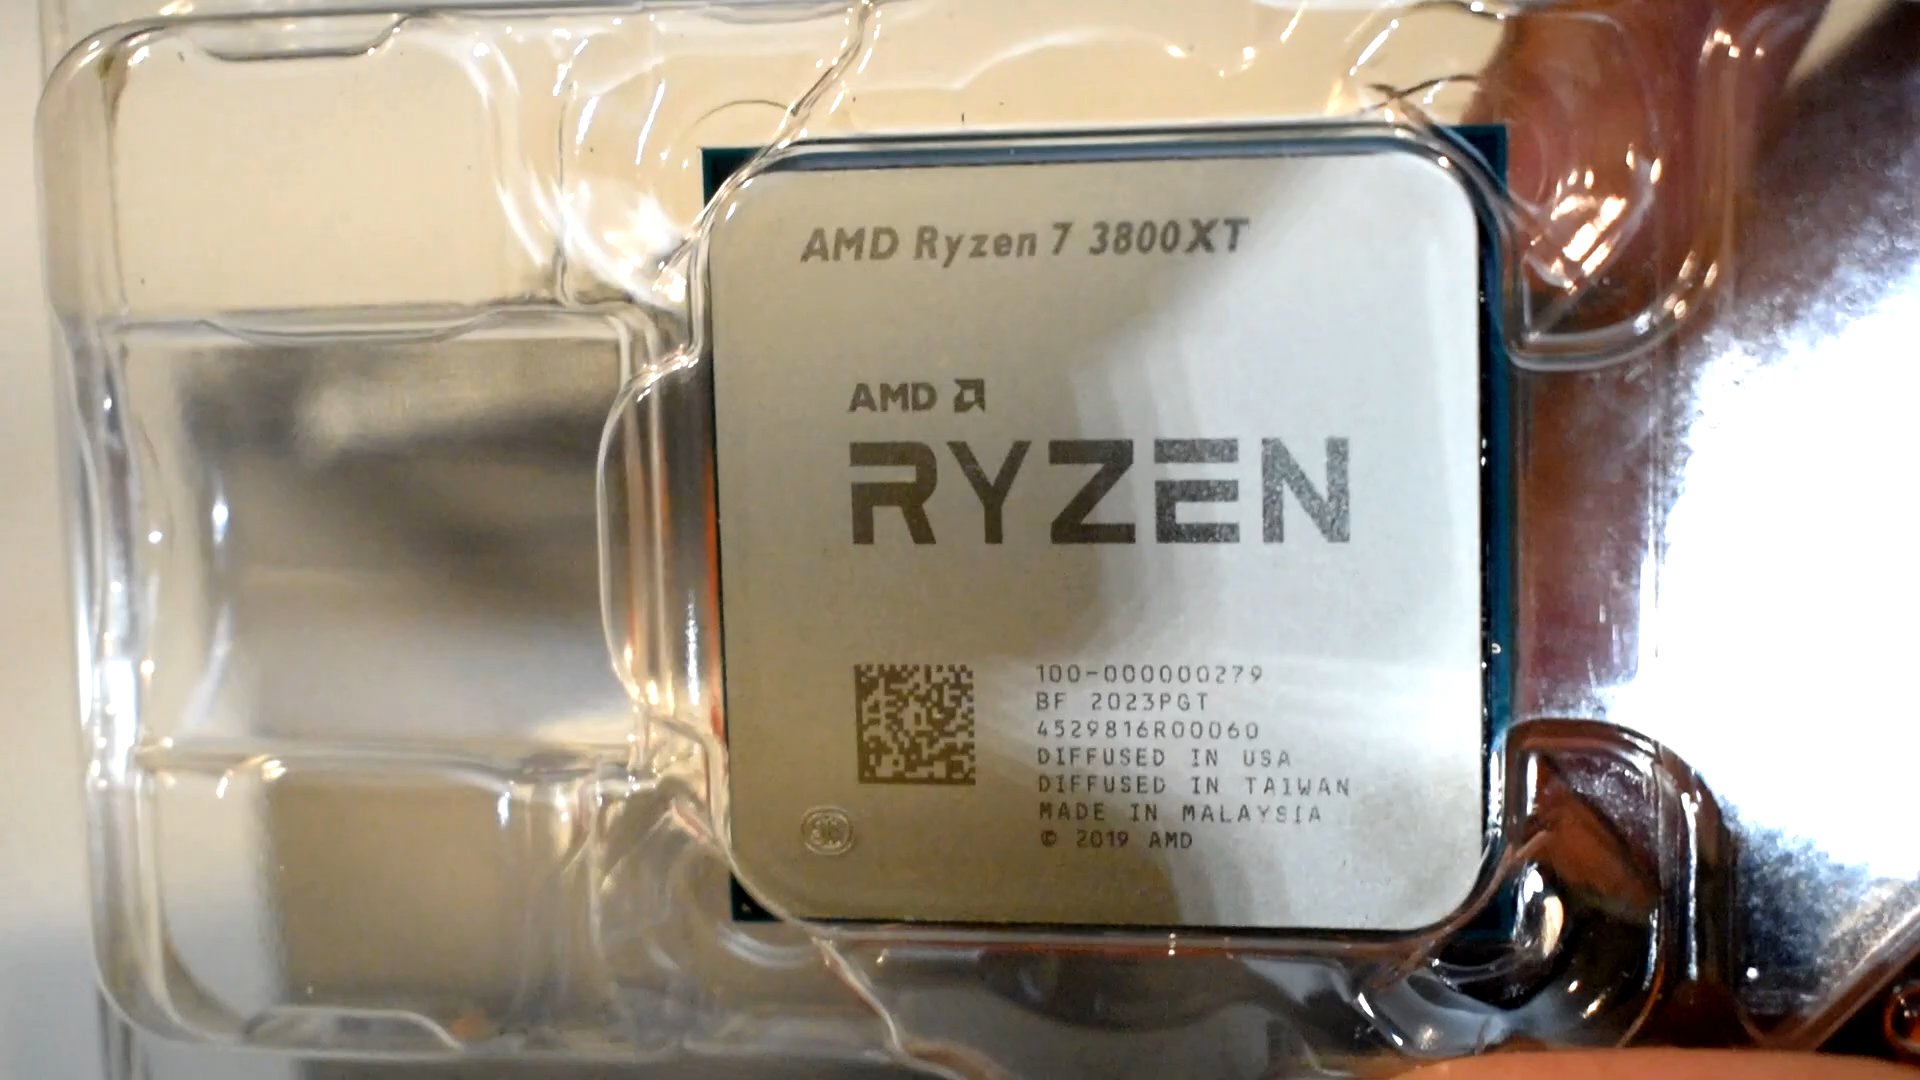 AMD Ryzen 7 3800XT
AMD
RYZEN
100-000000279
BF 2023PGT
4529816R00060
DIFFUSED IN USA
DIFFUSED IN TAIWAN
MADE IN MALAYSIA
© 2019 AMD